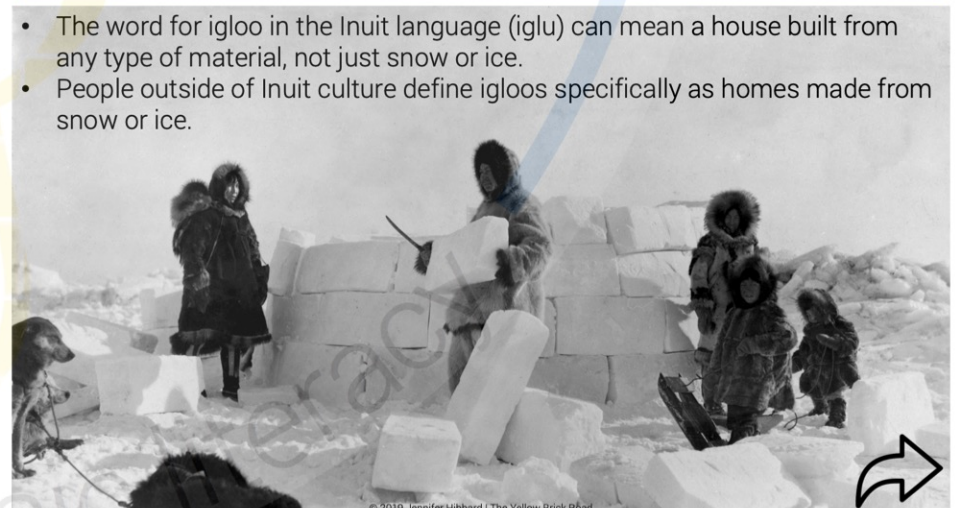 • The word for igloo in the Inuit language (iglu) can mean a house built from
any type of material, not just snow or ice.
• People outside of Inuit culture define igloos specifically as homes made from
snow or ice.
literacy
© 2019 Jennifer Hibbard | The Yellow Brick Road